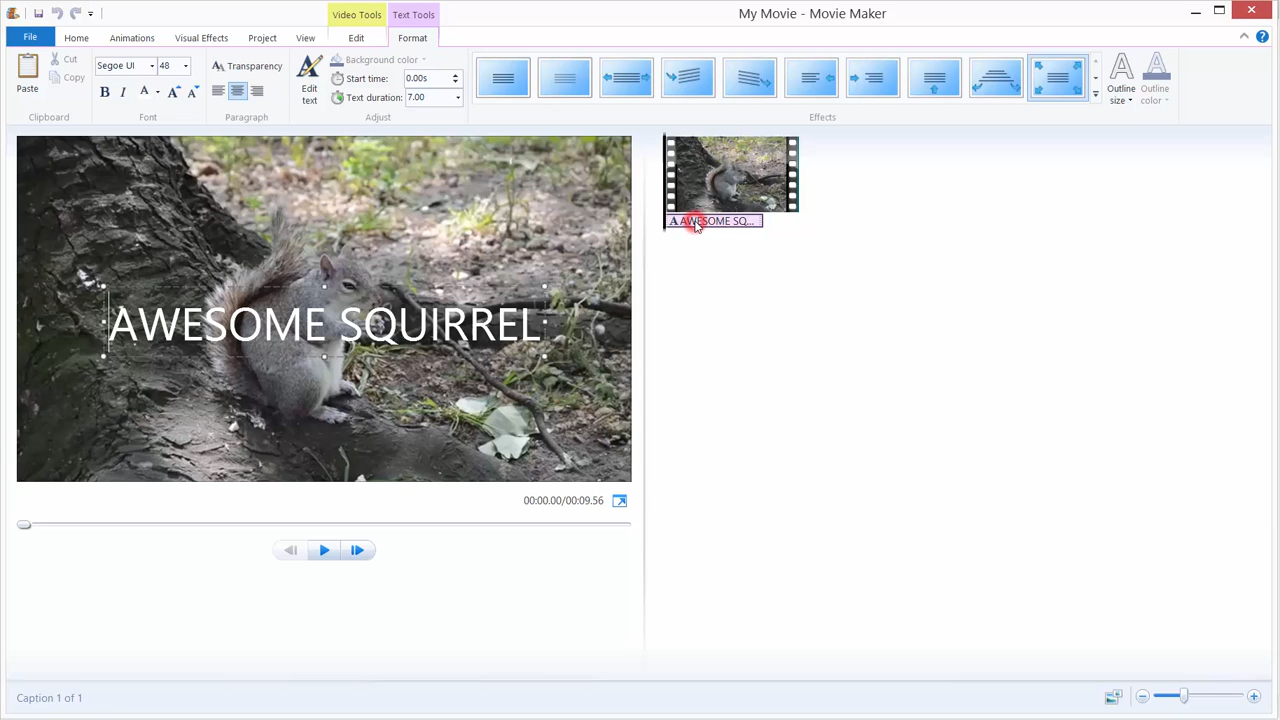 My Movie - Movie Maker
Video Tools
Text Tools
File
Home
Animations
Visual Effects
Project
View
Edit
Format
Paste
Cut
Copy
Clipboard
Segoe UI
48
B I A A A
Font
Transparency
Paragraph
Edit text
Background color
Start time: 0.00s
Text duration: 7.00
Adjust
Effects
Outline size
Outline color
AWESOME SQUIRREL
A AWESOME SQ...
00:00.00/00:09.56
Caption 1 of 1